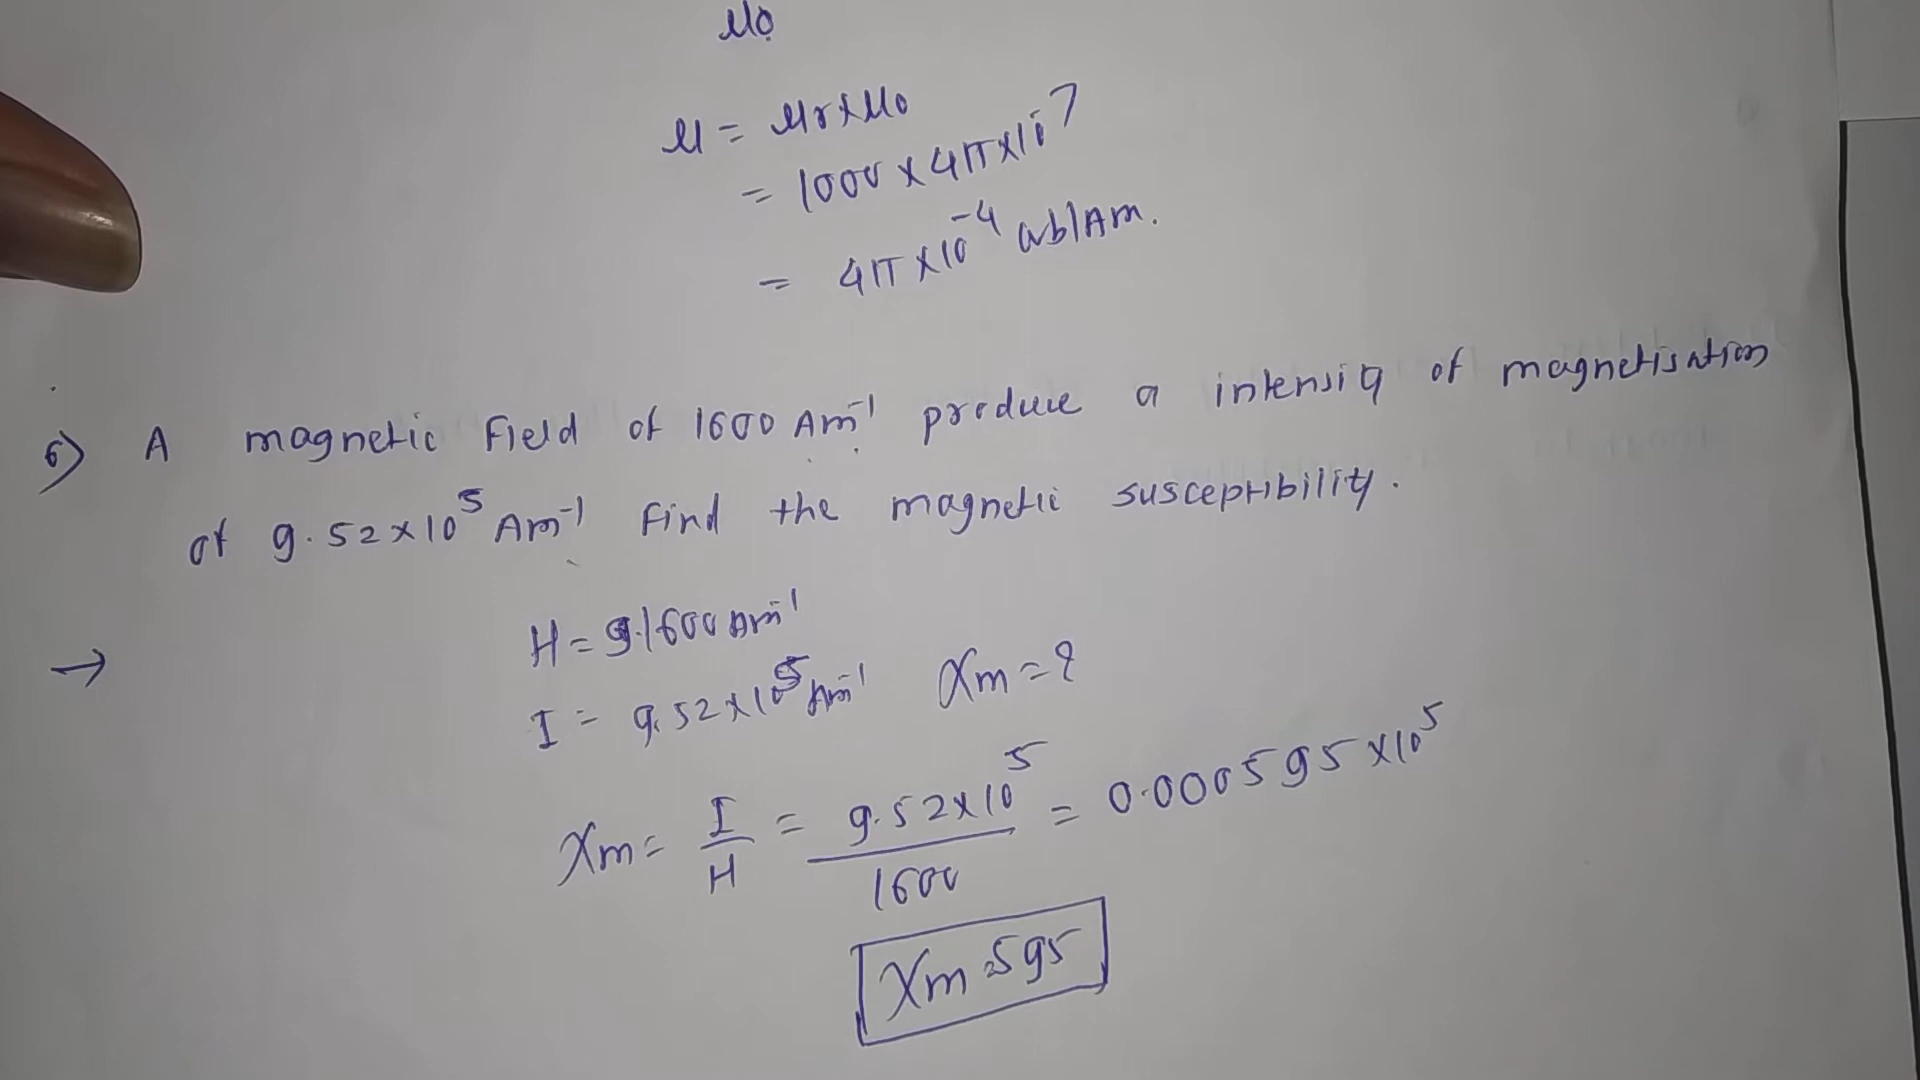 μ0
μ = μr×μ0
= 1000 × 4π×10⁻⁷
= 4π×10⁻⁴ wb/Am.
6) A magnetic Field of 1600 Am⁻¹ produce a intensity of magnetisation
of 9.52×10⁵ Am⁻¹ Find the magnetic susceptibility.
→ H = 1600 Am⁻¹
I = 9.52×10⁵ Am⁻¹ Xm = ?
Xm = I/H = 9.52×10⁵/1600 = 0.000595×10⁵
Xm = 595